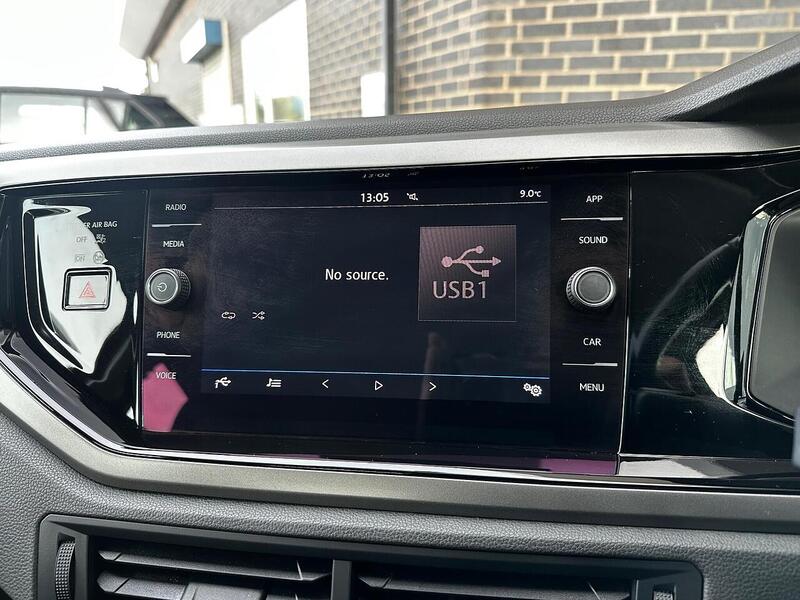 13:05
9.0°C
RADIO
MEDIA
PHONE
VOICE
AIR BAG
OFF
ON
No source.
USB1
APP
SOUND
CAR
MENU